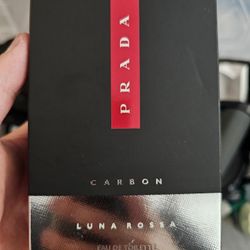 PRADA
CARBON
LUNA ROSSA
EAU DE TOILETTE